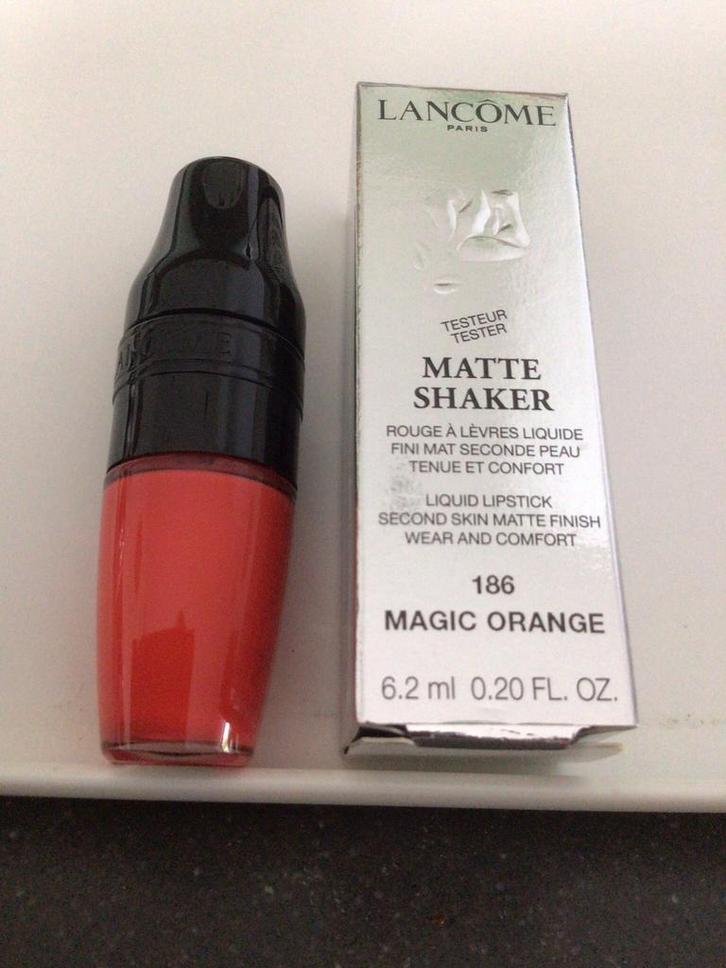 LANCÔME
PARIS
TESTEUR
TESTER
MATTE
SHAKER
ROUGE À LÈVRES LIQUIDE
FINI MAT SECONDE PEAU
TENUE ET CONFORT
LIQUID LIPSTICK
SECOND SKIN MATTE FINISH
WEAR AND COMFORT
186
MAGIC ORANGE
6.2 ml 0.20 FL. OZ.